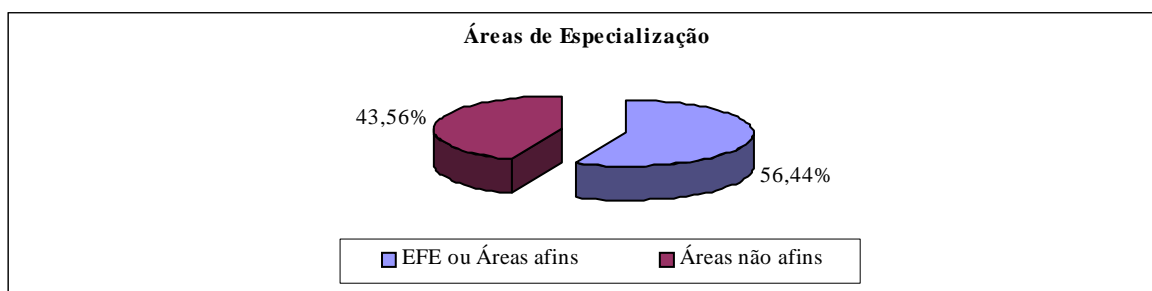 Áreas de Especialização
43,56%
56,44%
EFE ou Áreas afins
Áreas não afins